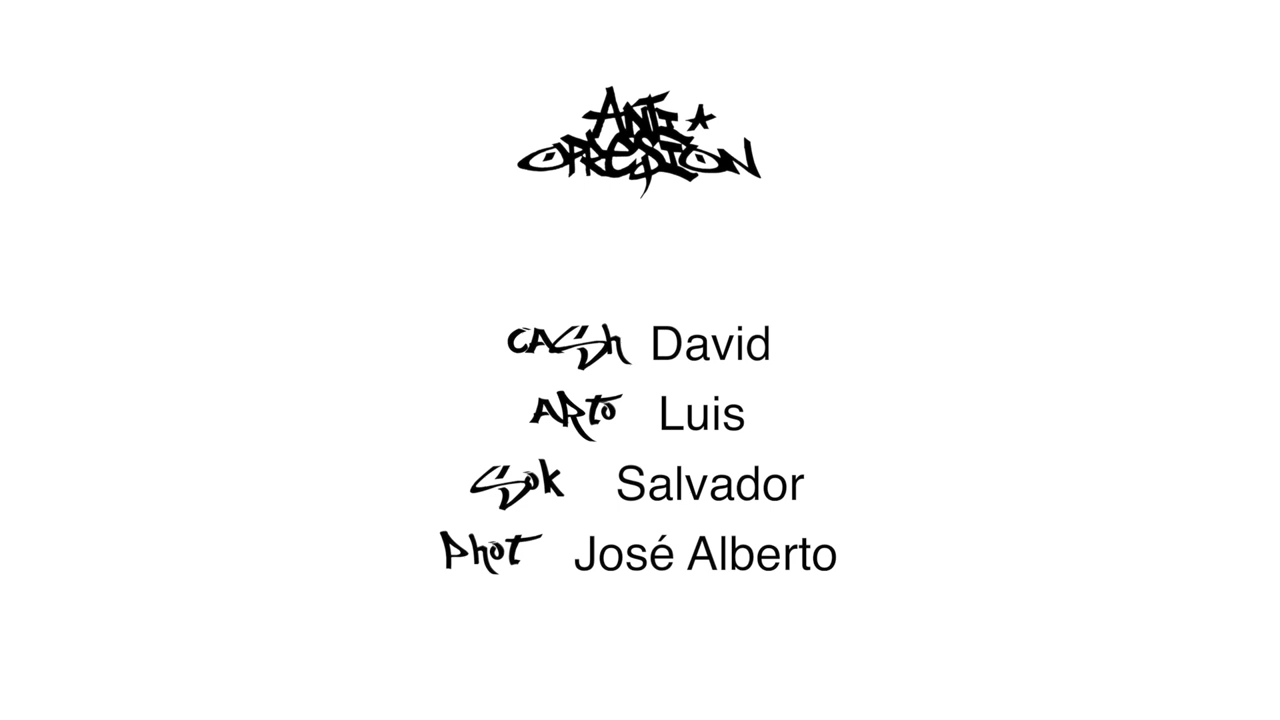 ANTI
OPRESIÓN
CASh David
ARto Luis
Sok Salvador
Phot José Alberto